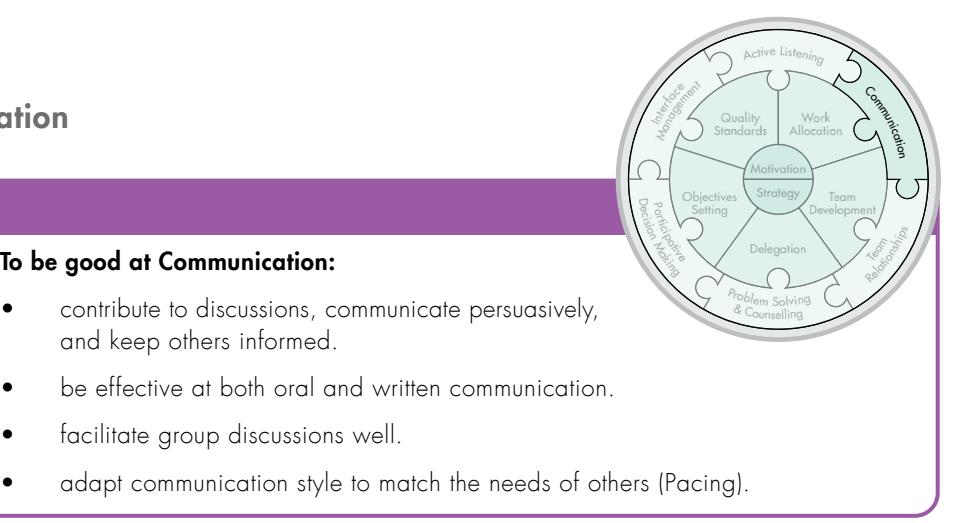 ation
Active Listening
Communication
Interface
Management
Quality
Standards
Work
Allocation
Motivation
Strategy
Objectives
Setting
Team
Development
Participative
Decision Making
Delegation
Team
Relationships
Problem Solving
& Counselling
To be good at Communication:
• contribute to discussions, communicate persuasively,
and keep others informed.
• be effective at both oral and written communication.
• facilitate group discussions well.
• adapt communication style to match the needs of others (Pacing).